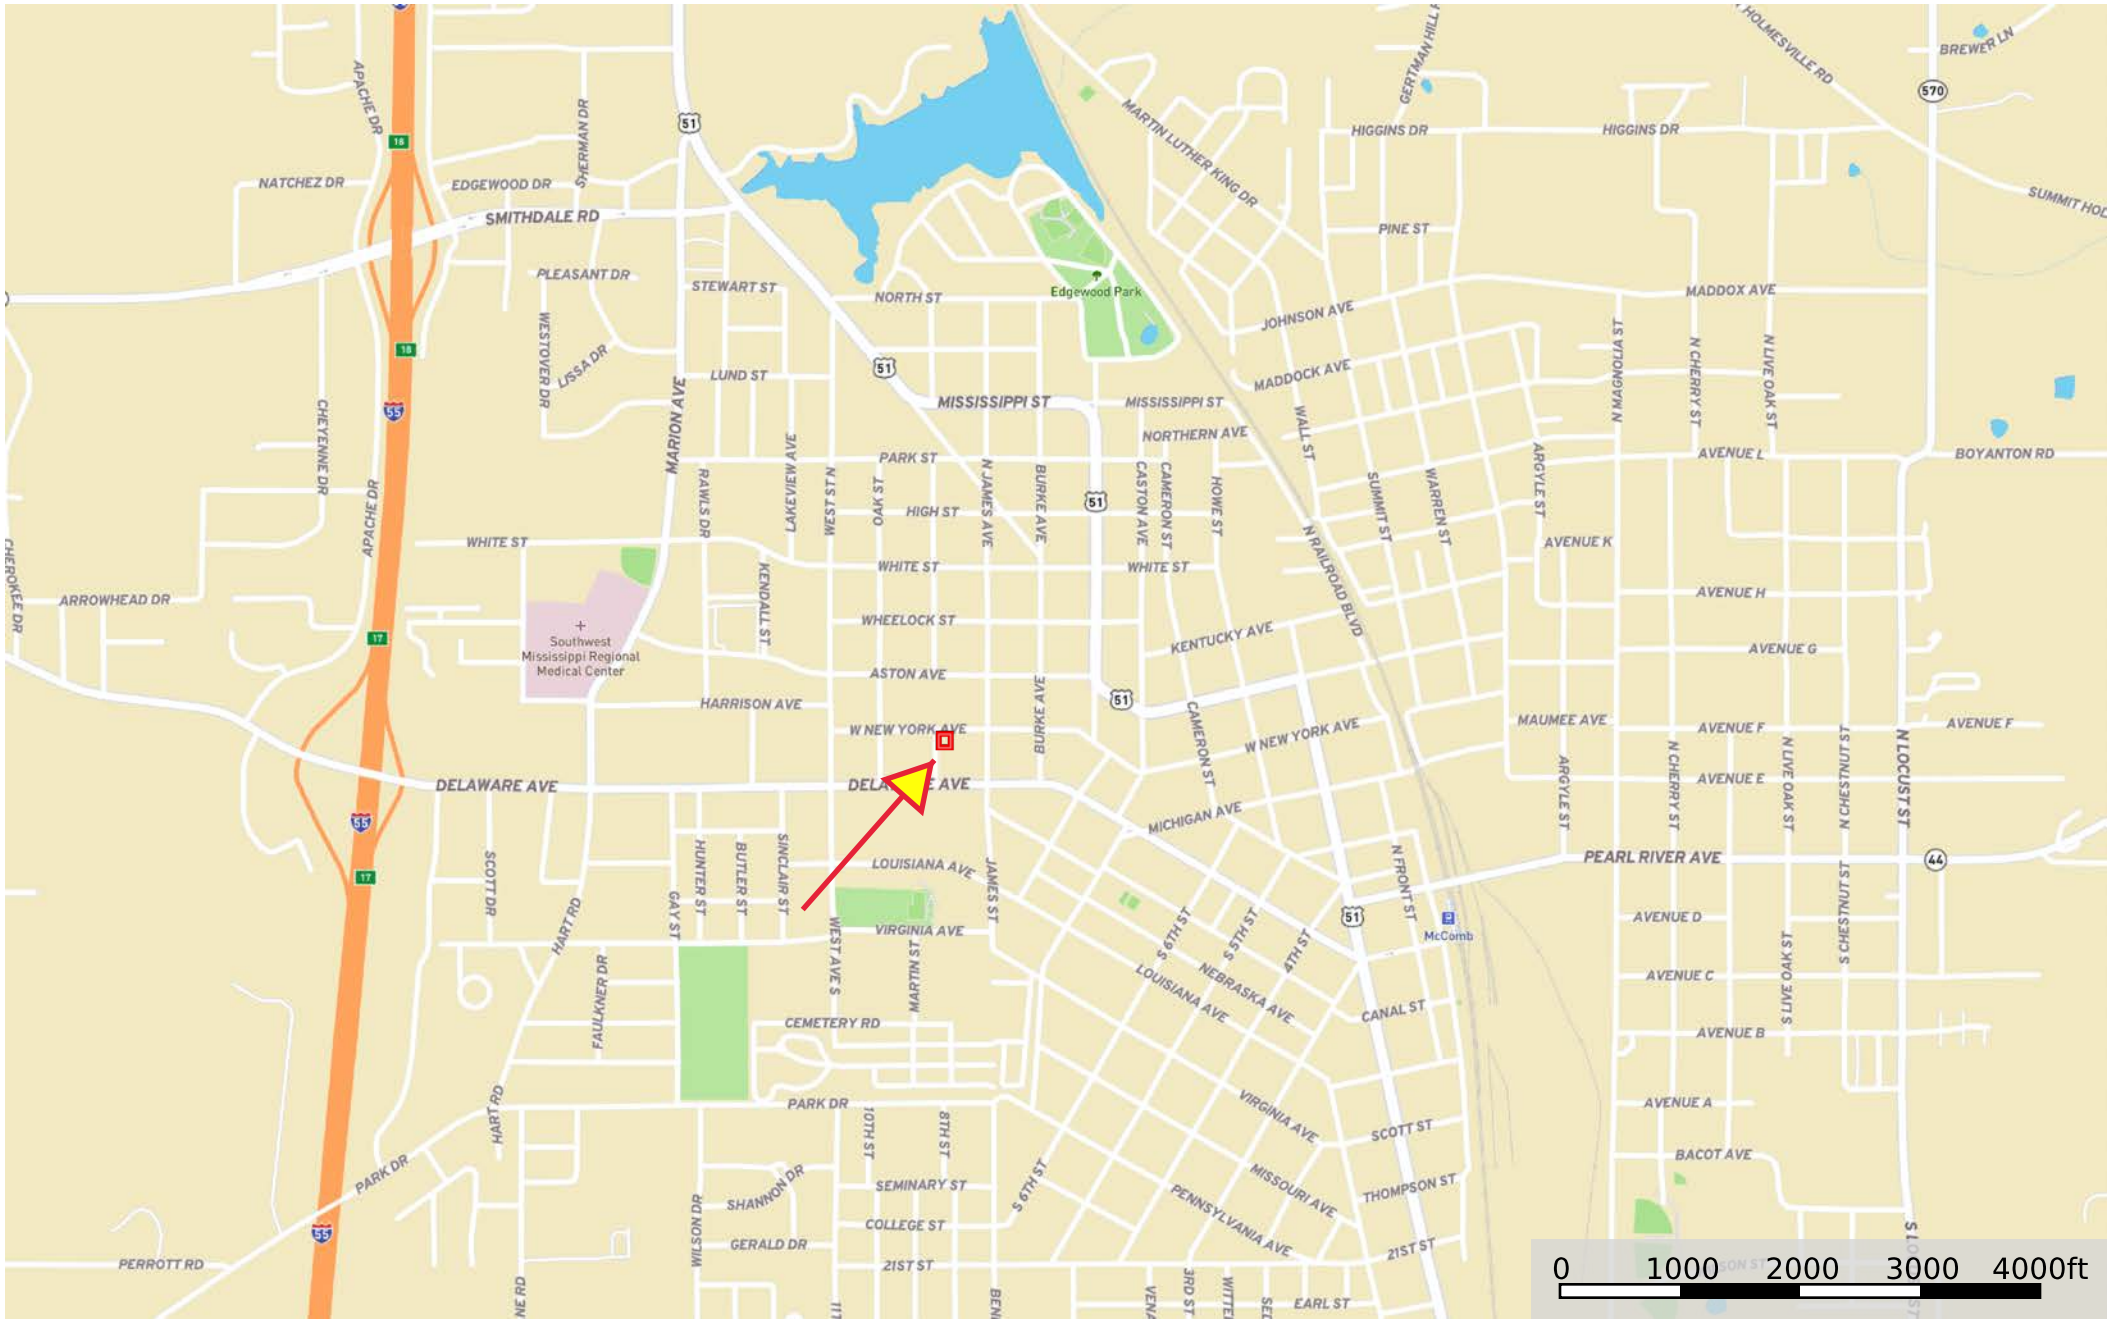 BREWER LN
HOLMESVILLE RD
GERTMAN HILL
APACHE DR
570
51
MARTIN LUTHER KING DR
SHERMAN DR
HIGGINS DR
HIGGINS DR
18
NATCHEZ DR
EDGEWOOD DR
SUMMIT HOL
SMITHDALE RD
PINE ST
PLEASANT DR
STEWART ST
NORTH ST
Edgewood Park
MADDOX AVE
JOHNSON AVE
18
WESTOVER DR
LISSA DR
N MAGNOLIA ST
N CHERRY ST
N LIVE OAK ST
51
LUND ST
MADDOCK AVE
55
CHEYENNE DR
MARION AVE
MISSISSIPPI ST
MISSISSIPPI ST
WALL ST
NORTHERN AVE
LAKEVIEW AVE
PARK ST
AVENUE L
BOYANTON RD
RAWLS DR
WEST ST N
OAK ST
N JAMES AVE
BURKE AVE
51
CASTON AVE
CAMERON ST
HOWE ST
SUMMIT ST
WARREN ST
ARGYLE ST
APACHE DR
HIGH ST
N RAILROAD BLVD
WHITE ST
AVENUE K
WHITE ST
WHITE ST
CHEROKEE DR
ARROWHEAD DR
KENDALL ST
AVENUE H
WHEELOCK ST
17
Southwest
Mississippi Regional
Medical Center
KENTUCKY AVE
AVENUE G
ASTON AVE
HARRISON AVE
BURKE AVE
51
CAMERON ST
W NEW YORK AVE
W NEW YORK AVE
MAUMEE AVE
AVENUE F
AVENUE F
DELAWARE AVE
AVENUE E
ARGYLE ST
N CHERRY ST
N LIVE OAK ST
N CHESTNUT ST
N LOCUST ST
55
MICHIGAN AVE
17
SCOTT DR
HUNTER ST
BUTLER ST
SINCLAIR ST
LOUISIANA AVE
JAMES ST
N FRONT ST
PEARL RIVER AVE
44
GAY ST
HART RD
WEST AVE S
VIRGINIA AVE
MARTIN ST
S 6TH ST
S 5TH ST
4TH ST
51
McComb
AVENUE D
S CHESTNUT ST
FAULKNER DR
LOUISIANA AVE
NEBRASKA AVE
AVENUE C
S LIVE OAK ST
CANAL ST
CEMETERY RD
AVENUE B
HART RD
PARK DR
10TH ST
8TH ST
VIRGINIA AVE
SCOTT ST
AVENUE A
BACOT AVE
PARK DR
SHANNON DR
SEMINARY ST
S 6TH ST
MISSOURI AVE
THOMPSON ST
PENNSYLVANIA AVE
55
WILSON DR
COLLEGE ST
GERALD DR
21ST ST
21ST ST
PERROTT RD
NE RD
3RD ST
EARL ST
0 1000 2000 3000 4000ft